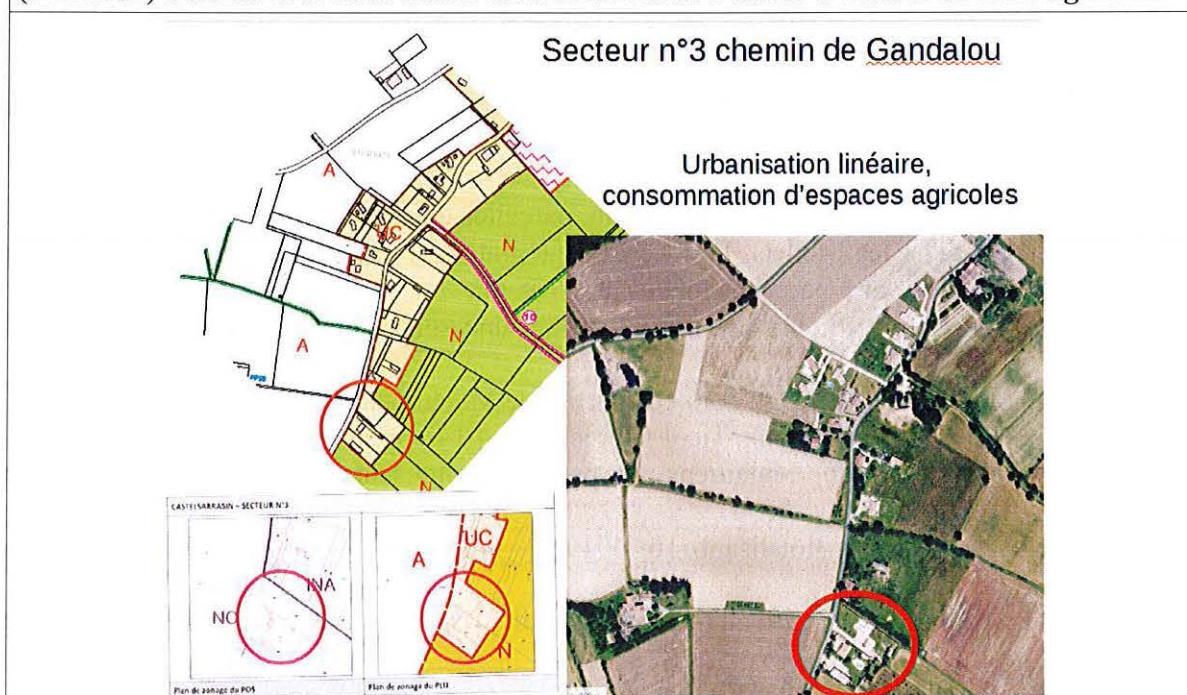 Secteur n°3 chemin de Gandalou
Urbanisation linéaire,
consommation d'espaces agricoles
A
UC
N
A
N
N
CASTELSARRASIN - SECTEUR N°3
NC
INA
A
UC
N
Plan de zonage du POS
Plan de zonage du PLU